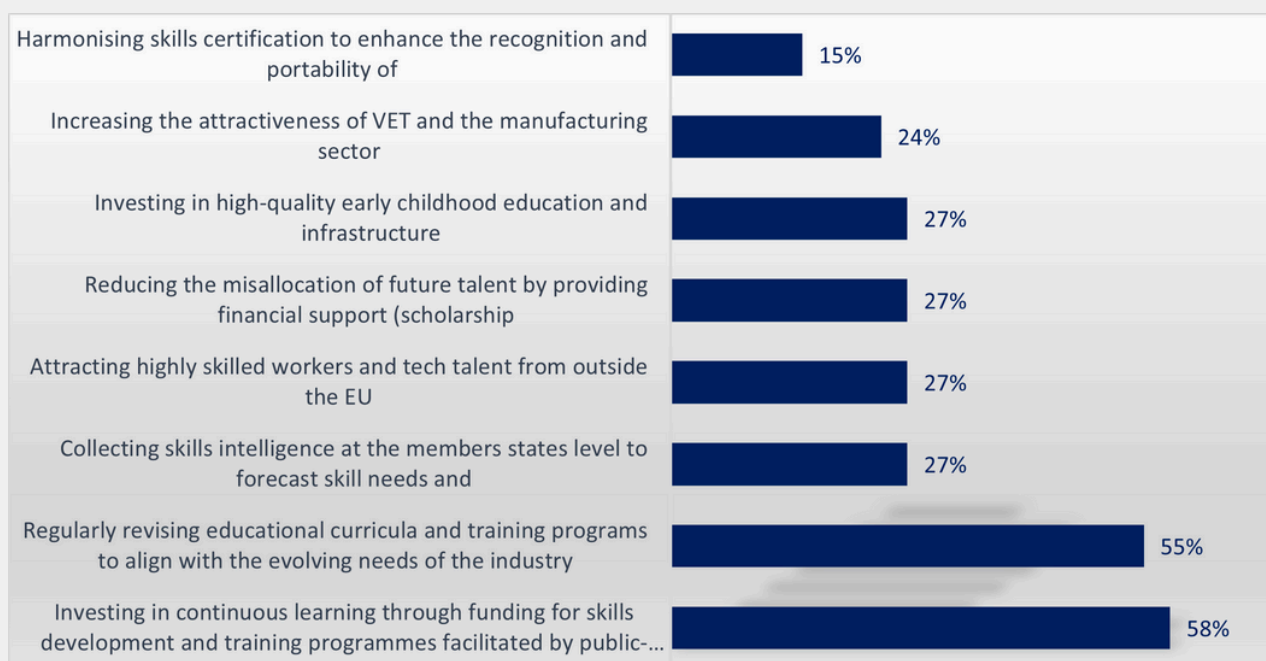 Harmonising skills certification to enhance the recognition and
portability of
15%
Increasing the attractiveness of VET and the manufacturing
sector
24%
Investing in high-quality early childhood education and
infrastructure
27%
Reducing the misallocation of future talent by providing
financial support (scholarship
27%
Attracting highly skilled workers and tech talent from outside
the EU
27%
Collecting skills intelligence at the members states level to
forecast skill needs and
27%
Regularly revising educational curricula and training programs
to align with the evolving needs of the industry
55%
Investing in continuous learning through funding for skills
development and training programmes facilitated by public-...
58%